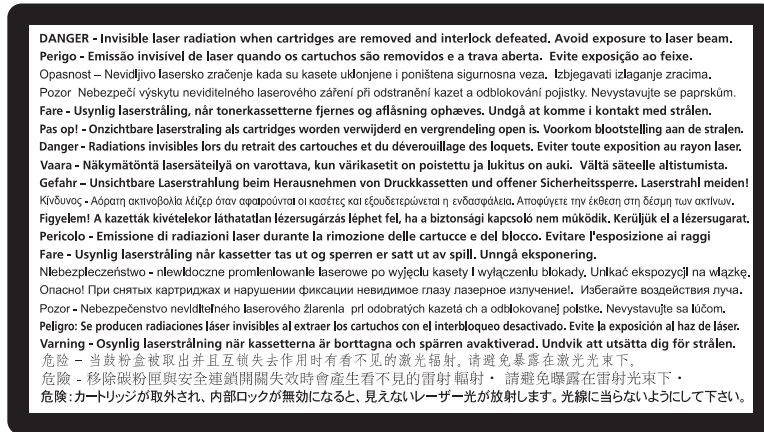 DANGER - Invisible laser radiation when cartridges are removed and interlock defeated. Avoid exposure to laser beam.
Perigo - Emissão invisível de laser quando os cartuchos são removidos e a trava aberta. Evite exposição ao feixe.
Opasnost – Nevidljivo lasersko zračenje kada su kasete uklonjene i poništena sigurnosna veza. Izbjegavati izlaganje zracima.
Pozor Nebezpečí výskytu neviditelného laserového záření při odstranění kazet a odblokování pojistky. Nevystavujte se paprskům.
Fare - Usynlig laserstråling, når tonerkassetterne fjernes og aflåsning ophæves. Undgå at komme i kontakt med strålen.
Pas op! - Onzichtbare laserstraling als cartridges worden verwijderd en vergrendeling open is. Voorkom blootstelling aan de stralen.
Danger - Radiations invisibles lors du retrait des cartouches et du déverouillage des loquets. Eviter toute exposition au rayon laser.
Vaara - Näkymätöntä lasersäteilyä on varottava, kun värikasetit on poistettu ja lukitus on auki. Vältä säteelle altistumista.
Gefahr - Unsichtbare Laserstrahlung beim Herausnehmen von Druckkassetten und offener Sicherheitssperre. Laserstrahl meiden!
Κίνδυνος - Αόρατη ακτινοβολία λέιζερ όταν αφαιρούνται οι κασέτες και εξουδετερώνεται η ενδασφάλεια. Αποφύγετε την έκθεση στη δέσμη των ακτίνων.
Figyelem! A kazetták kivételekor láthatatlan lézersugárzás léphet fel, ha a biztonsági kapcsoló nem működik. Kerüljük el a lézersugarat.
Pericolo - Emissione di radiazioni laser durante la rimozione delle cartucce e del blocco. Evitare l'esposizione ai raggi
Fare - Usynlig laserstråling når kassetter tas ut og sperren er satt ut av spill. Unngå eksponering.
Niebezpieczeństwo - niewidoczne promieniowanie laserowe po wyjęciu kasety i wyłączeniu blokady. Unikać ekspozycji na wiązkę.
Опасно! При снятых картриджах и нарушении фиксации невидимое глазу лазерное излучение!. Избегайте воздействия луча.
Pozor - Nebezpečenstvo neviditeľného laserového žiarenia pri odobratých kazetá ch a odblokovanej poistke. Nevystavujte sa lúčom.
Peligro: Se producen radiaciones láser invisibles al extraer los cartuchos con el interbloqueo desactivado. Evite la exposición al haz de láser.
Varning - Osynlig laserstrålning när kassetterna är borttagna och spärren avaktiverad. Undvik att utsätta dig för strålen.
危险 - 当鼓粉盒被取出并且互锁失去作用时有看不见的激光辐射, 请避免暴露在激光光束下。
危險 - 移除碳粉匣與安全連鎖開關失效時會產生看不見的雷射輻射。請避免曝露在雷射光束下。
危険:カートリッジが取外され、内部ロックが無効になると、見えないレーザー光が放射します。光線に当らないようにして下さい。